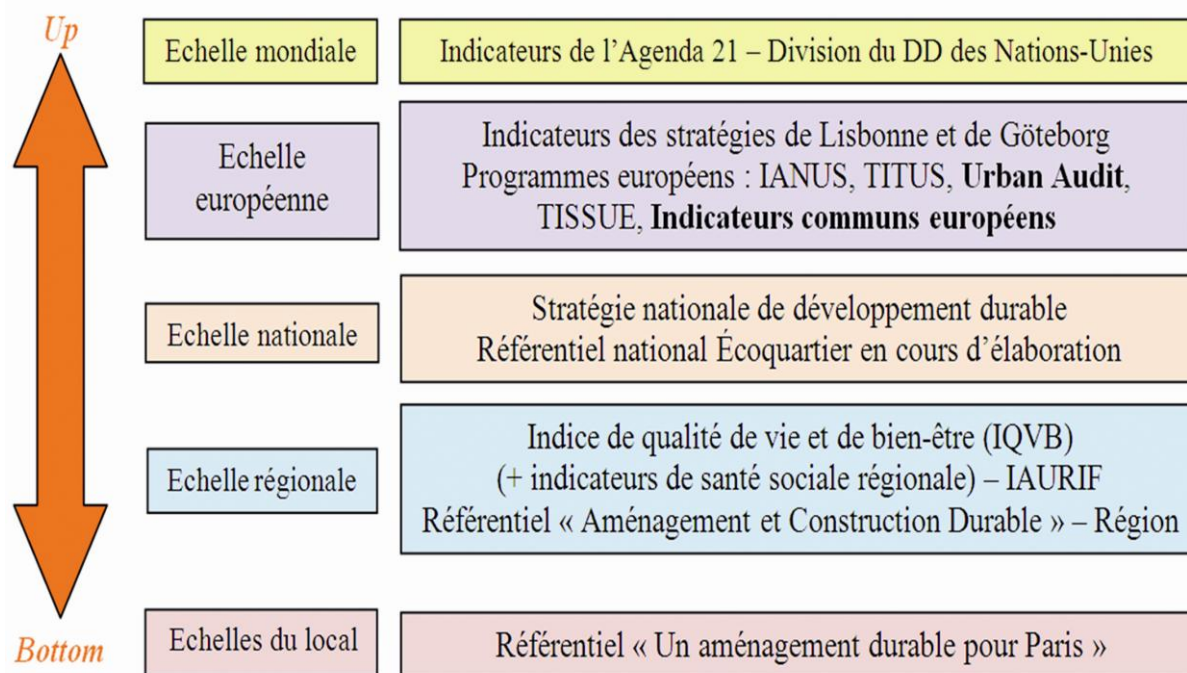 Up
Echelle mondiale
Indicateurs de l’Agenda 21 – Division du DD des Nations-Unies
Echelle
européenne
Indicateurs des stratégies de Lisbonne et de Göteborg
Programmes européens : IANUS, TITUS, Urban Audit,
TISSUE, Indicateurs communs européens
Echelle nationale
Stratégie nationale de développement durable
Référentiel national Écoquartier en cours d’élaboration
Echelle régionale
Indice de qualité de vie et de bien-être (IQVB)
(+ indicateurs de santé sociale régionale) – IAURIF
Référentiel « Aménagement et Construction Durable » – Région
Echelles du local
Référentiel « Un aménagement durable pour Paris »
Bottom